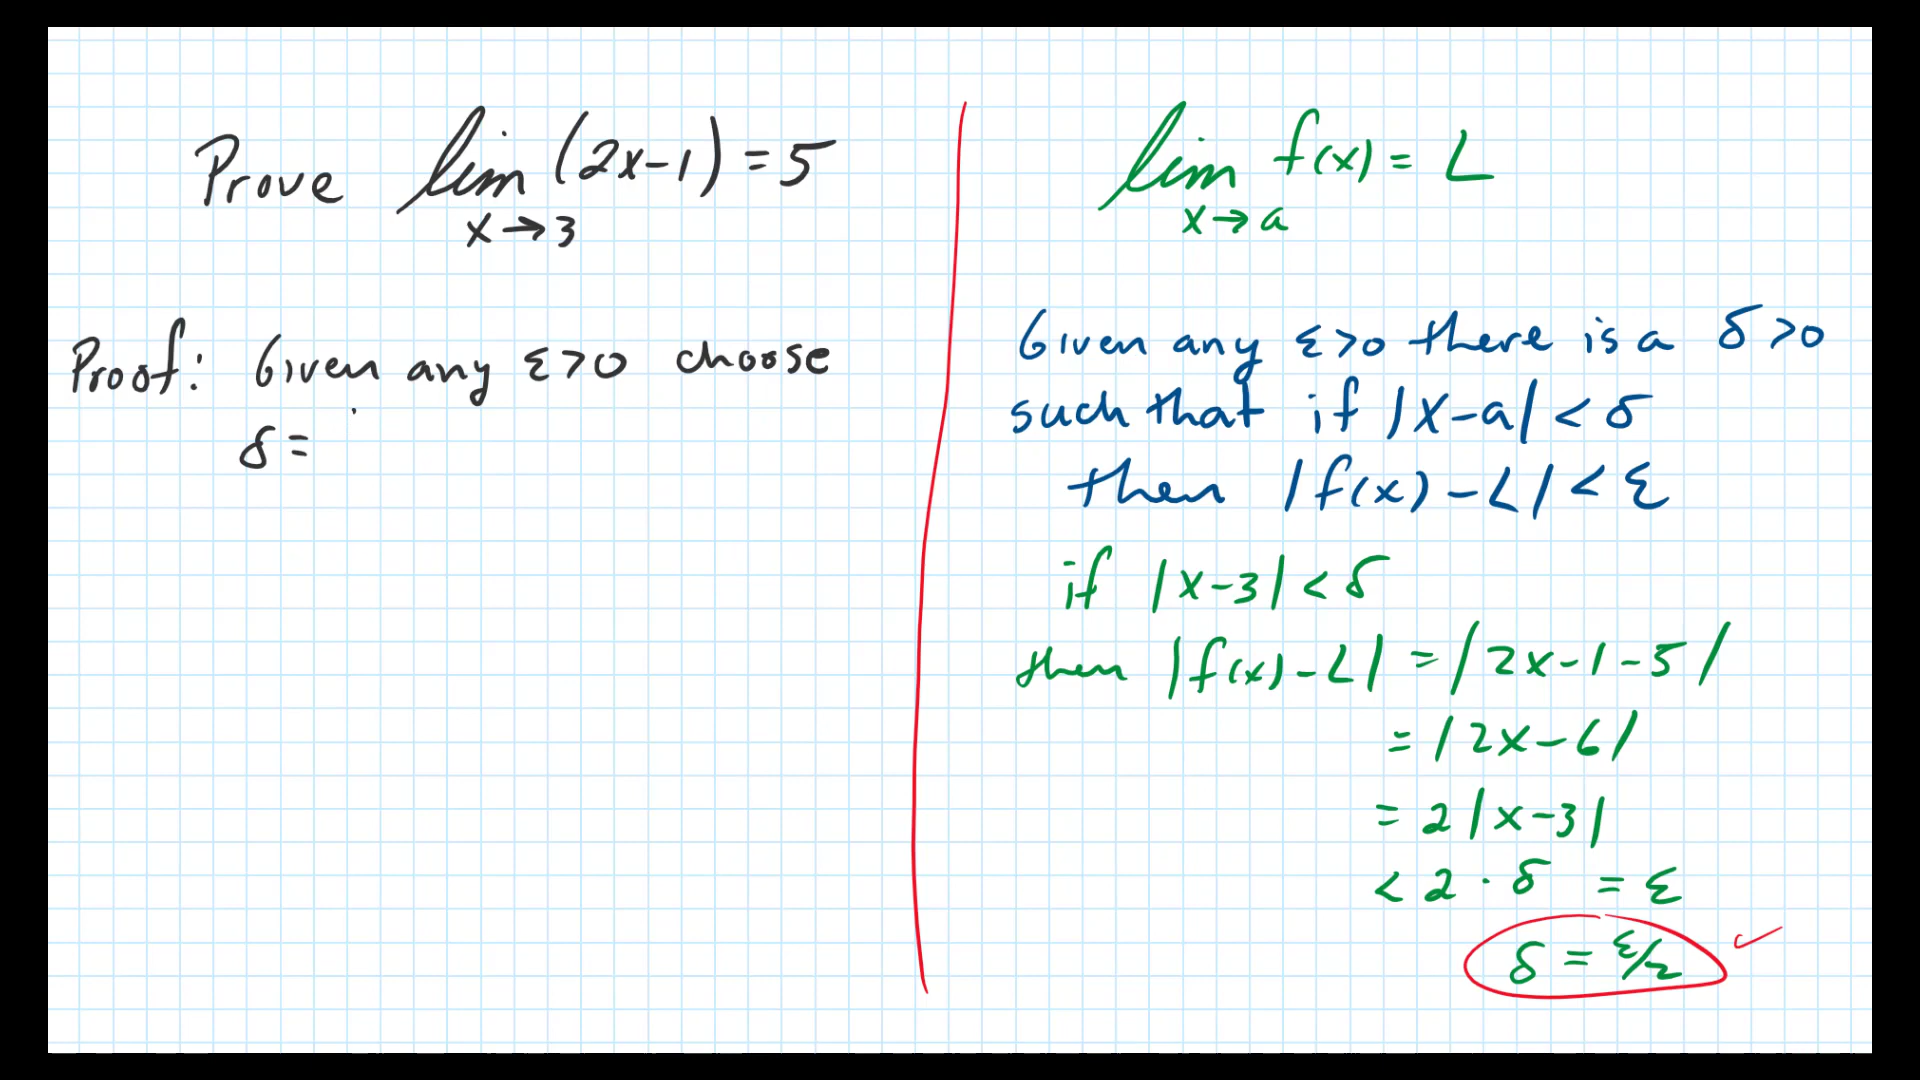 Prove lim (2x-1) = 5
x → 3
Proof: Given any ε>0 choose
δ =
lim f(x) = L
x → a
Given any ε>0 there is a δ>0
such that if |x-a| < δ
then |f(x) - L| < ε
if |x-3| < δ
then |f(x)-L| = |2x-1-5|
= |2x-6|
= 2|x-3|
< 2 · δ = ε
δ = ε/2 ✓